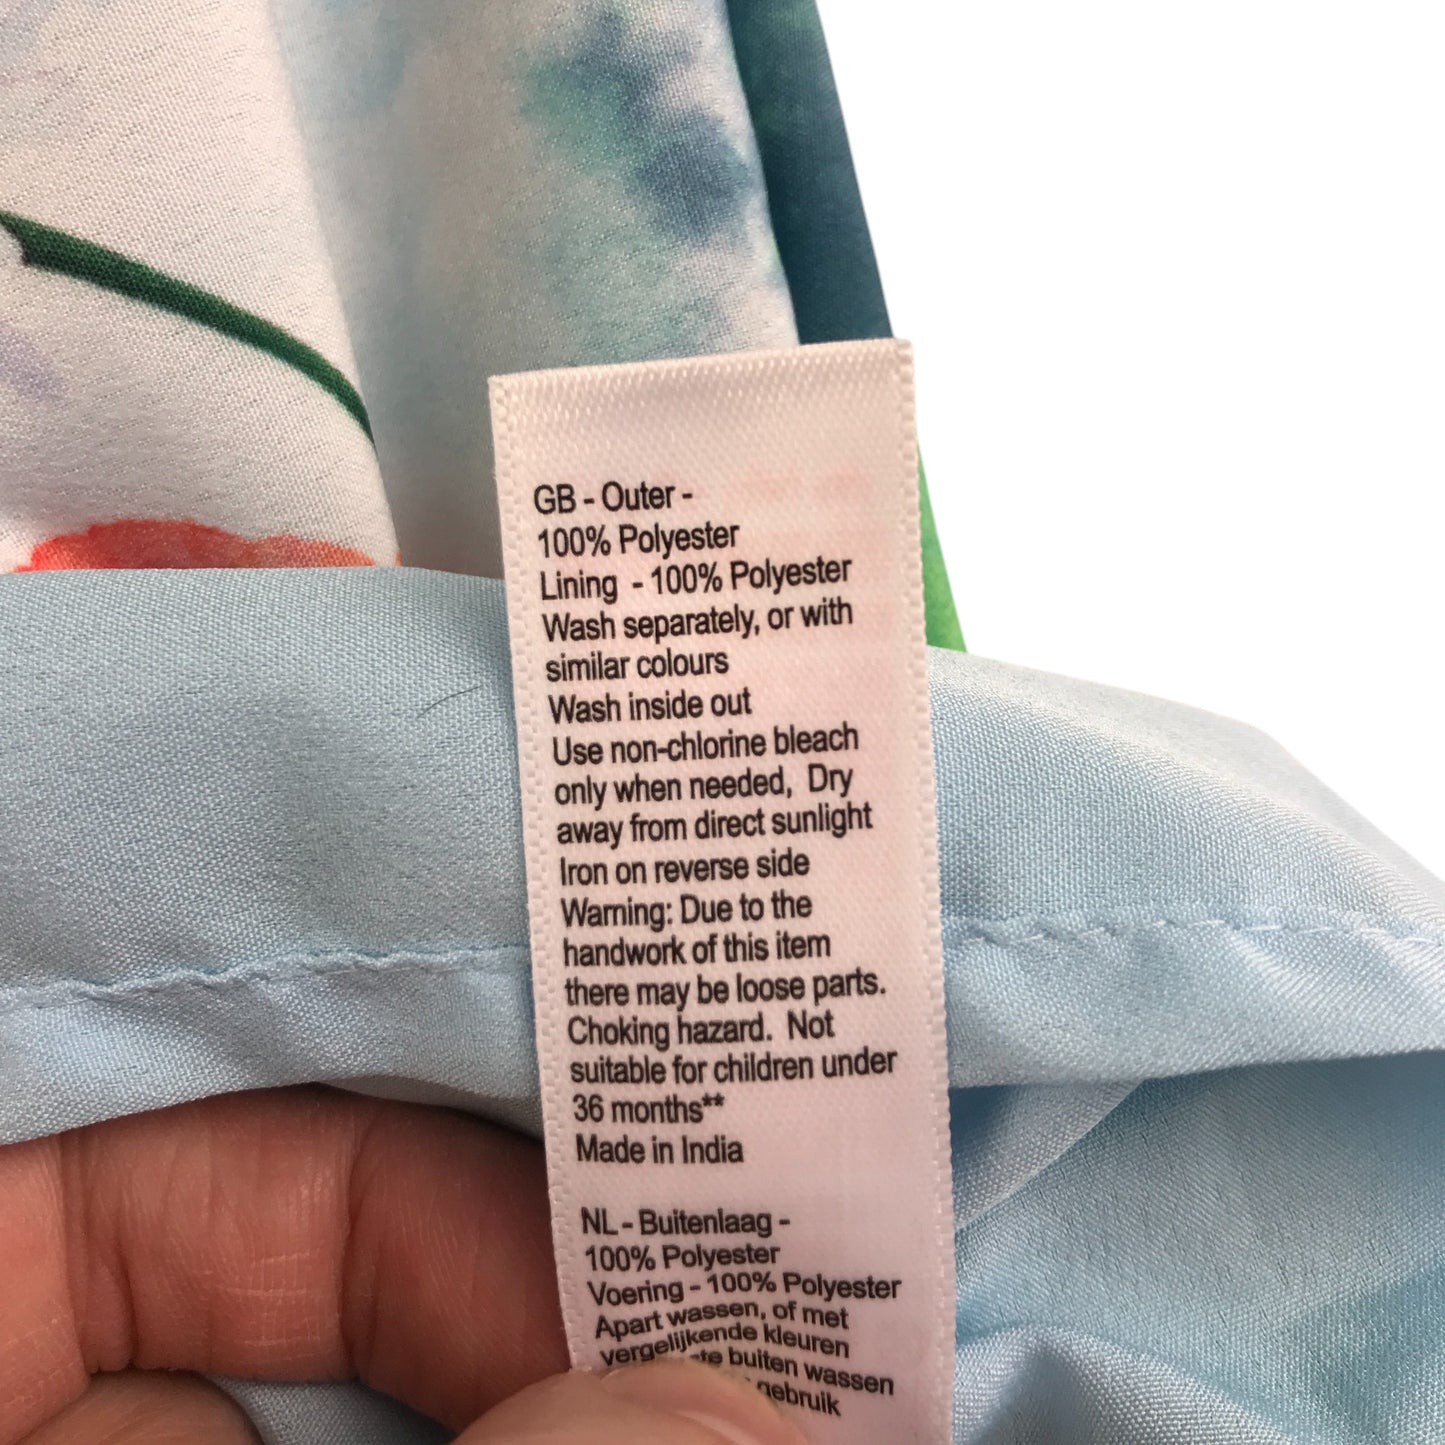 GB - Outer -
100% Polyester
Lining - 100% Polyester
Wash separately, or with
similar colours
Wash inside out
Use non-chlorine bleach
only when needed, Dry
away from direct sunlight
Iron on reverse side
Warning: Due to the
handwork of this item
there may be loose parts.
Choking hazard. Not
suitable for children under
36 months**
Made in India
NL - Buitenlaag -
100% Polyester
Voering - 100% Polyester
Apart wassen, of met
vergelijkende kleuren
buiten wassen
gebruik